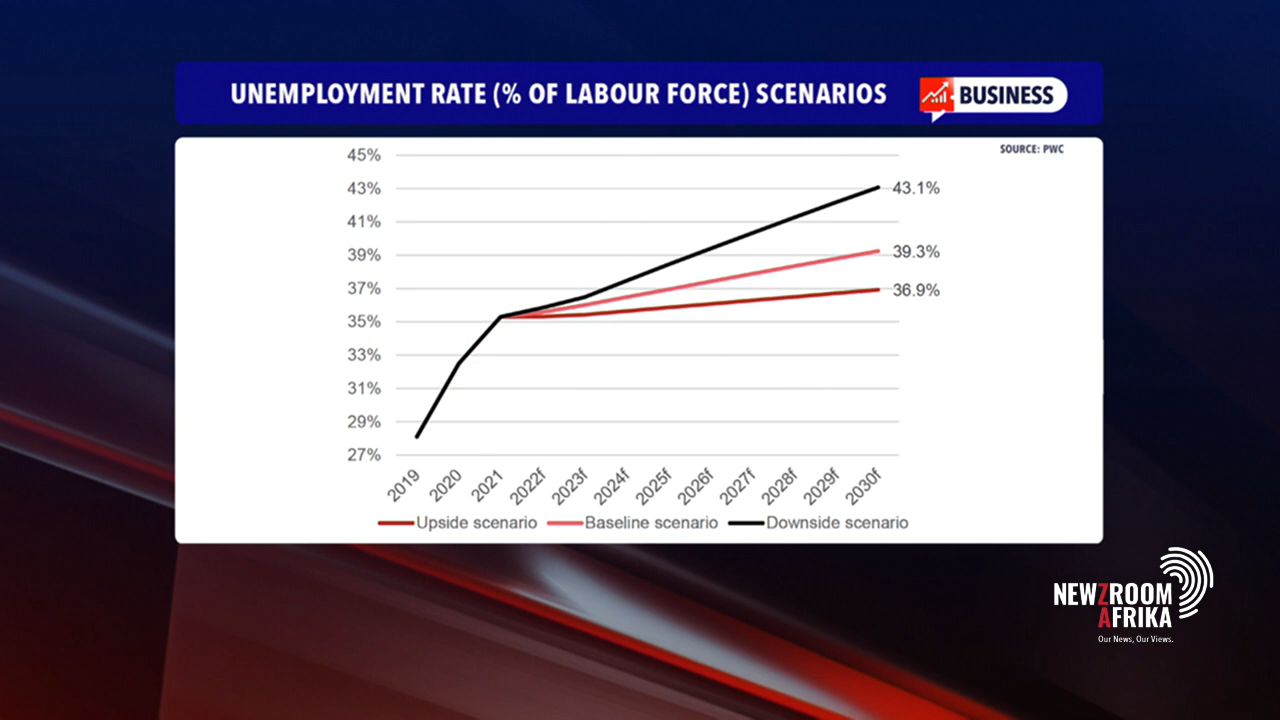 UNEMPLOYMENT RATE (% OF LABOUR FORCE) SCENARIOS
BUSINESS
SOURCE: PWC
45%
43%
41%
39%
37%
35%
33%
31%
29%
27%
43.1%
39.3%
36.9%
2019
2020
2021
2022f
2023f
2024f
2025f
2026f
2027f
2028f
2029f
2030f
Upside scenario
Baseline scenario
Downside scenario
NEWZROOM
AFRIKA
Our News, Our Views.